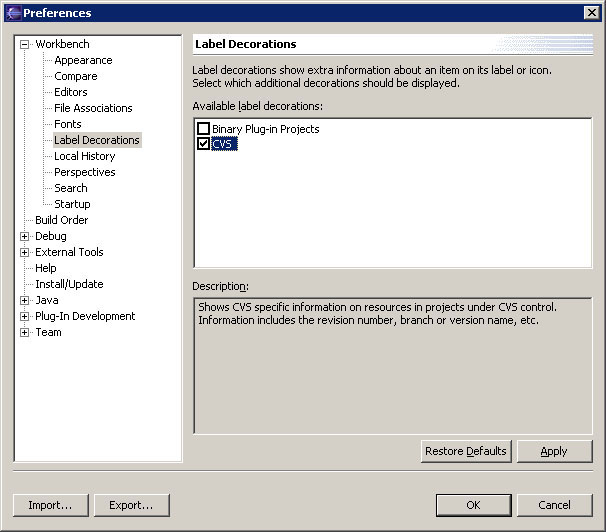 Preferences
Workbench
Appearance
Compare
Editors
File Associations
Fonts
Label Decorations
Local History
Perspectives
Search
Startup
Build Order
Debug
External Tools
Help
Install/Update
Java
Plug-In Development
Team
Label Decorations
Label decorations show extra information about an item on its label or icon.
Select which additional decorations should be displayed.
Available label decorations:
Binary Plug-in Projects
CVS
Description:
Shows CVS specific information on resources in projects under CVS control.
Information includes the revision number, branch or version name, etc.
Restore Defaults
Apply
Import...
Export...
OK
Cancel